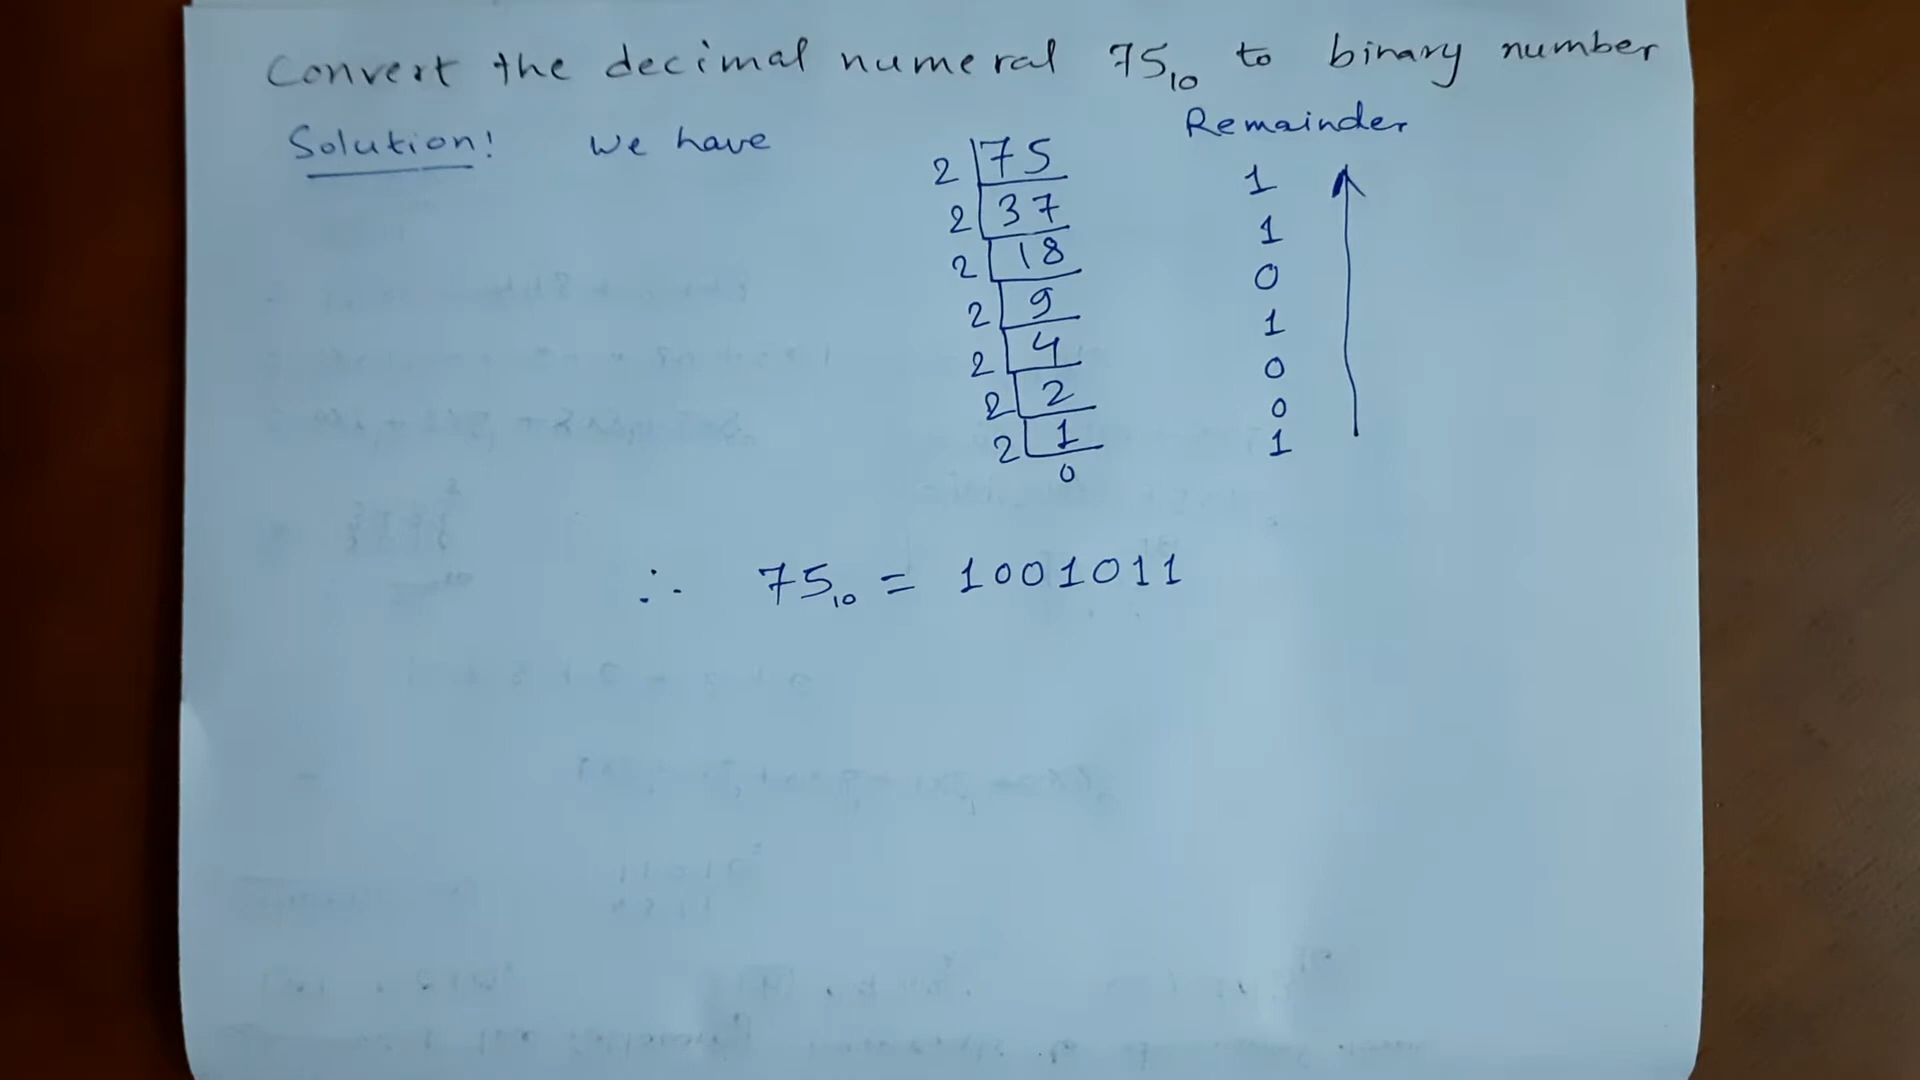 Convert the decimal numeral 75₁₀ to binary number
Solution! We have Remainder
2 | 75 1
2 | 37 1
2 | 18 0
2 | 9 1
2 | 4 0
2 | 2 0
2 | 1 1
0
∴ 75₁₀ = 1001011